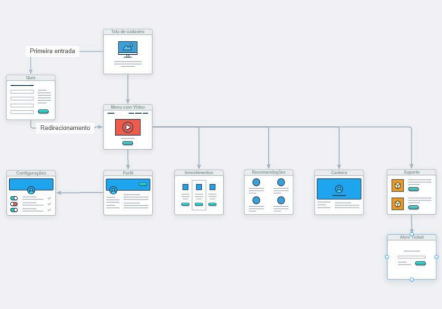 Tela de cadastro
Primeira entrada
Quiz
Menu com Vídeo
Redirecionamento
Configurações
Perfil
Investimentos
Recomendações
Carteira
Suporte
Abrir Ticket